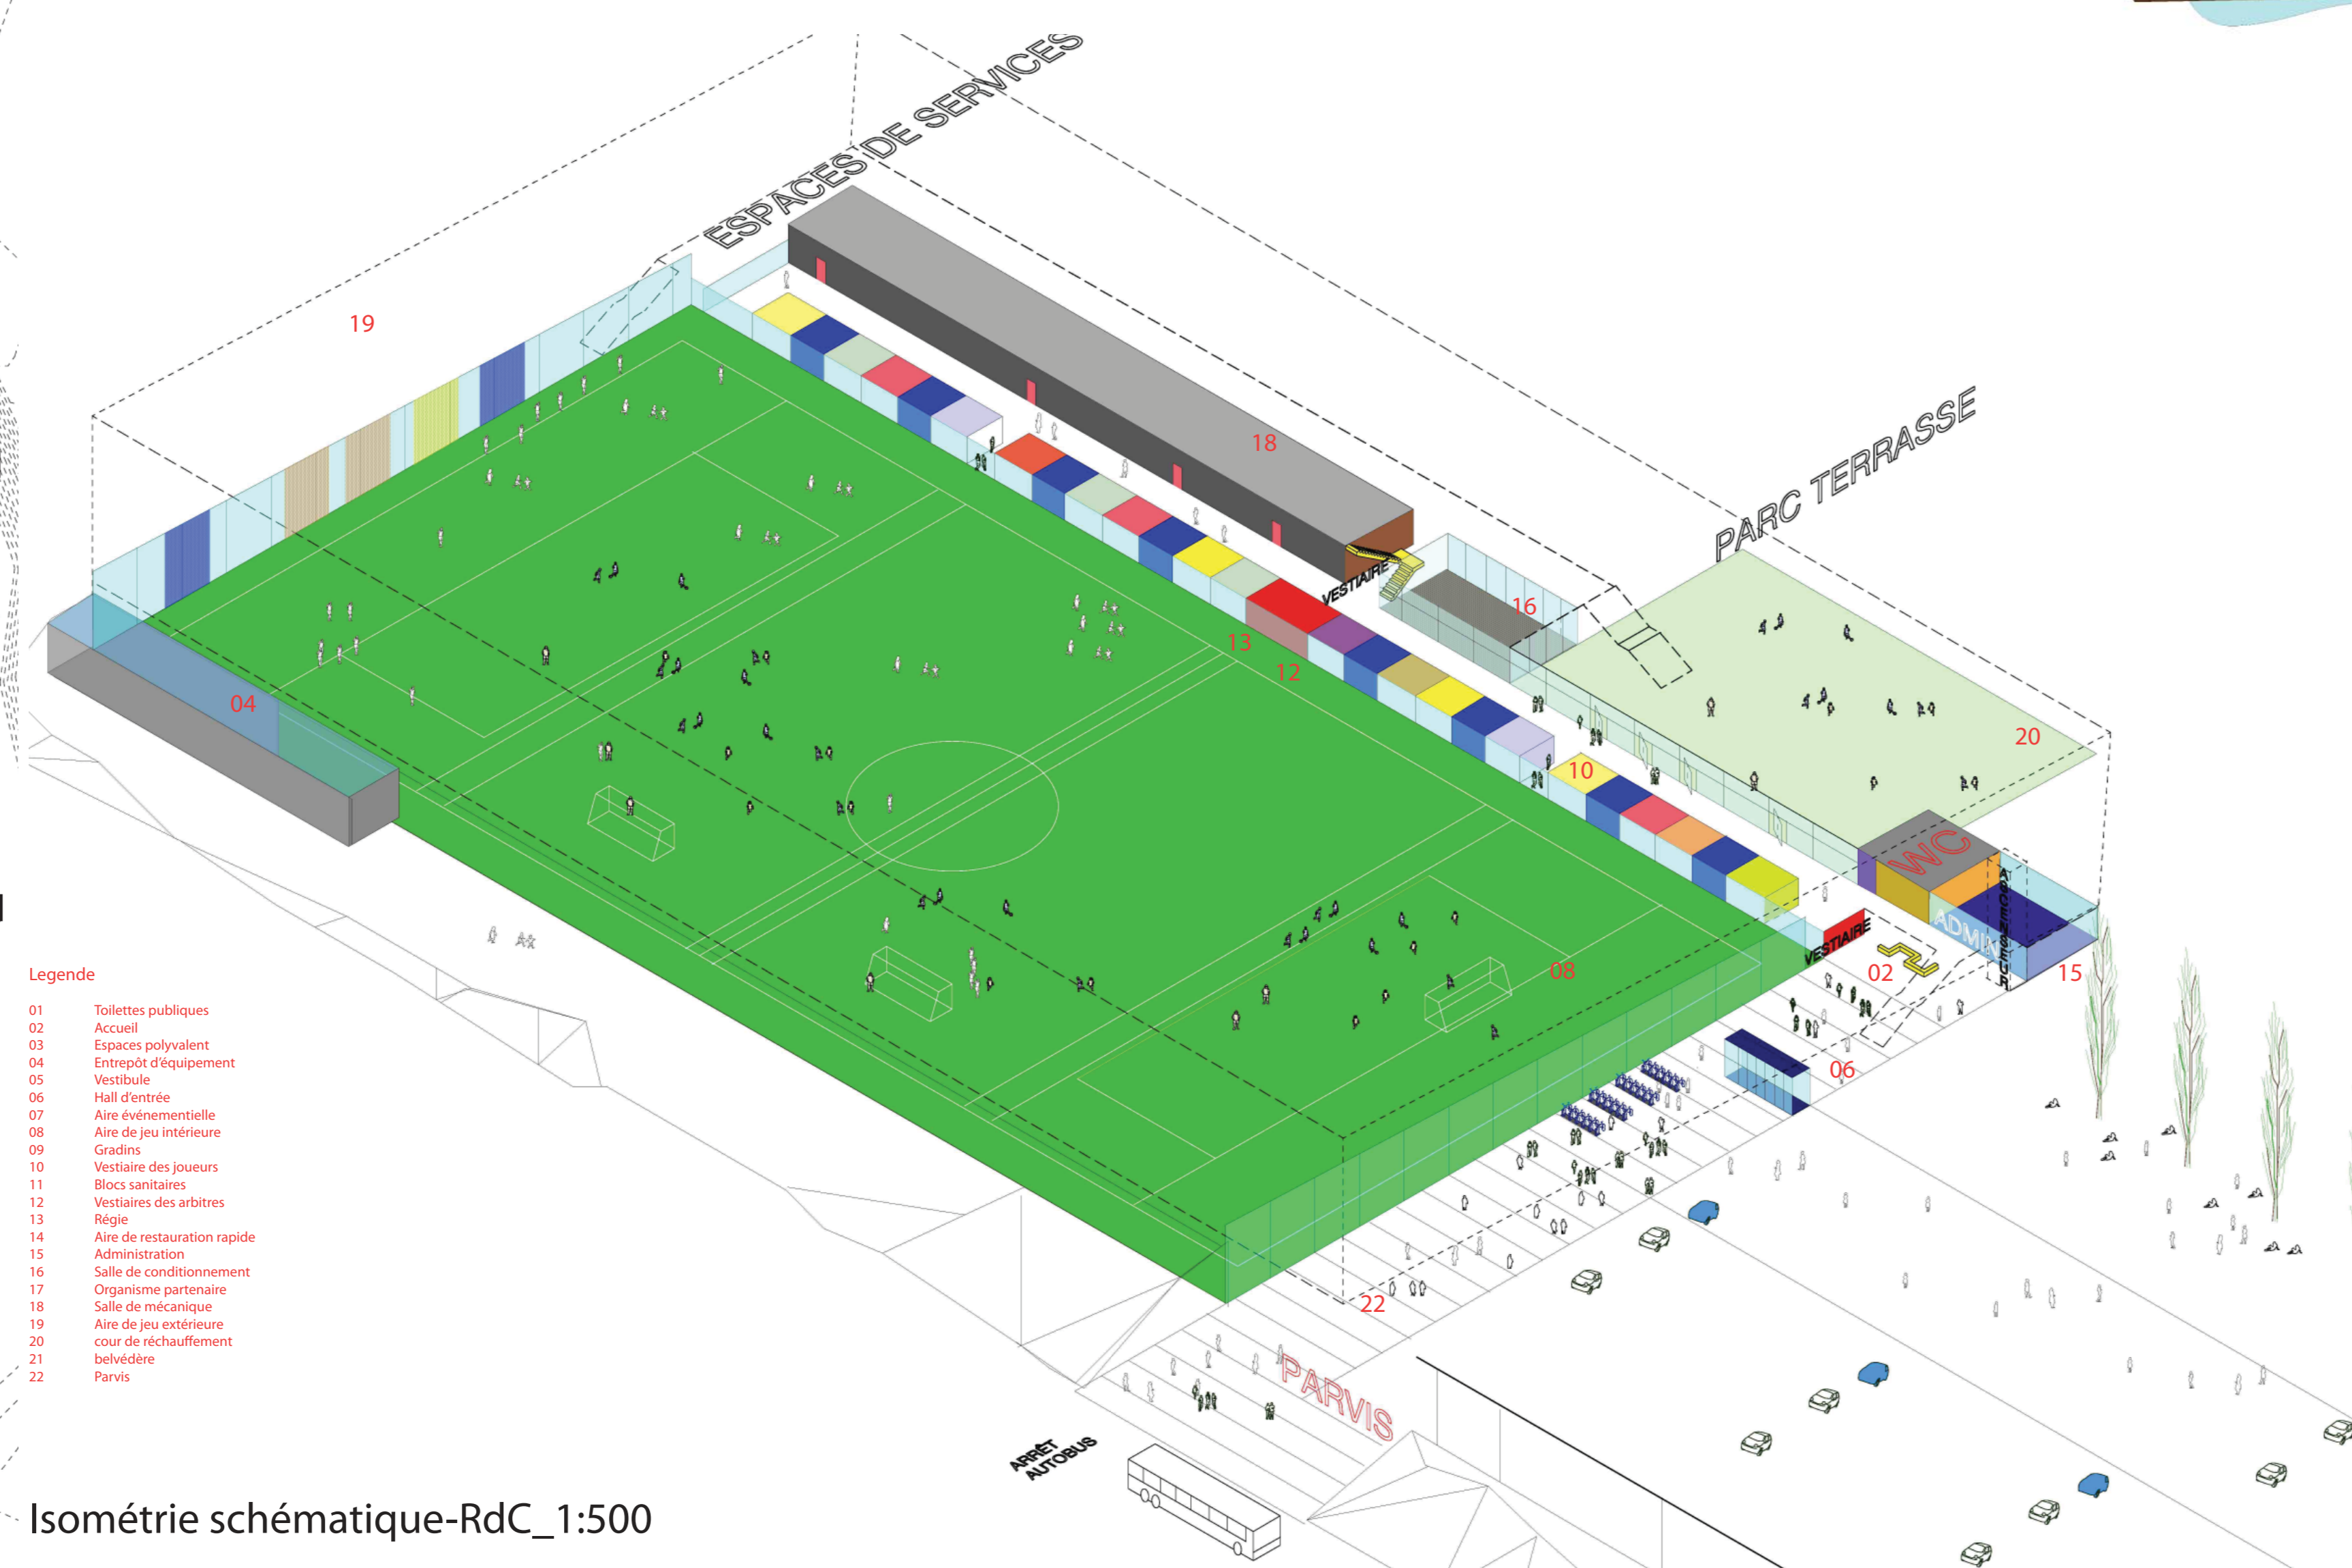 ESPACES DE SERVICES
19
18
PARC TERRASSE
VESTIAIRE
16
13
12
04
20
10
WC
ADMIN
ASCENSEUR
VESTIAIRE
02
15
08
06
22
PARVIS
ARRÊT
AUTOBUS
Legende
01 Toilettes publiques
02 Accueil
03 Espaces polyvalent
04 Entrepôt d'équipement
05 Vestibule
06 Hall d'entrée
07 Aire événementielle
08 Aire de jeu intérieure
09 Gradins
10 Vestiaire des joueurs
11 Blocs sanitaires
12 Vestiaires des arbitres
13 Régie
14 Aire de restauration rapide
15 Administration
16 Salle de conditionnement
17 Organisme partenaire
18 Salle de mécanique
19 Aire de jeu extérieure
20 cour de réchauffement
21 belvédère
22 Parvis
Isométrie schématique-RdC_1:500